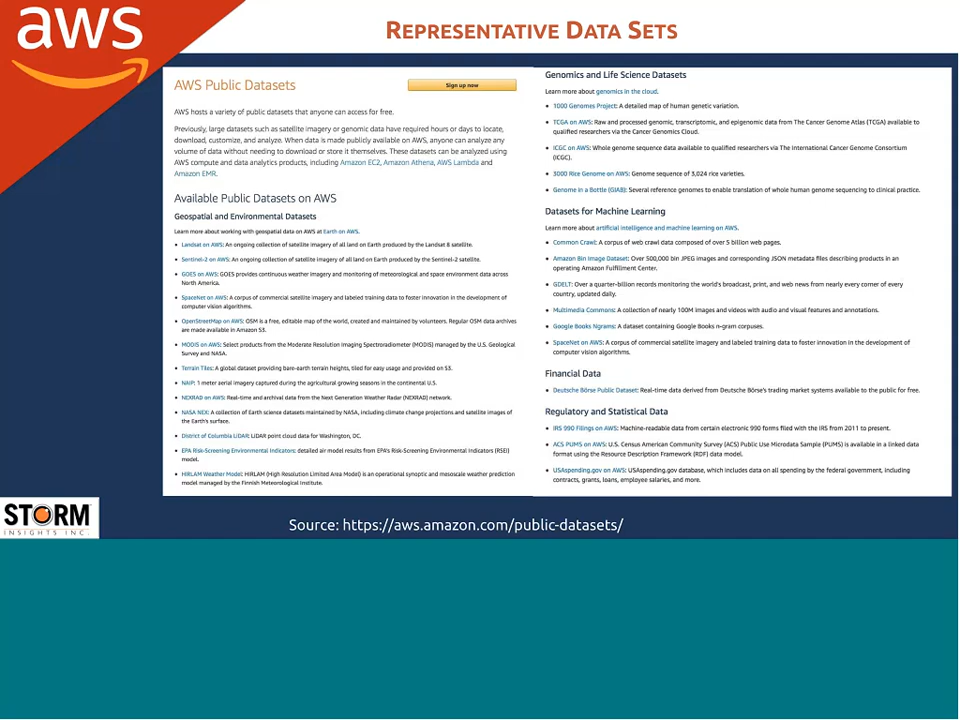 aws
REPRESENTATIVE DATA SETS
AWS Public Datasets
Sign up now
AWS hosts a variety of public datasets that anyone can access for free.
Previously, large datasets such as satellite imagery or genomic data have required hours or days to locate,
download, customize, and analyze. When data is made publicly available on AWS, anyone can analyze any
volume of data without needing to download or store it themselves. These datasets can be analyzed using
AWS compute and data analytics products, including Amazon EC2, Amazon Athena, AWS Lambda and
Amazon EMR.
Available Public Datasets on AWS
Geospatial and Environmental Datasets
Learn more about working with geospatial data on AWS at Earth on AWS.
• Landsat on AWS: An ongoing collection of satellite imagery of all land on Earth produced by the Landsat 8 satellite.
• Sentinel-2 on AWS: An ongoing collection of satellite imagery of all land on Earth produced by the Sentinel-2 satellite.
• GOES on AWS: GOES provides continuous weather imagery and monitoring of meteorological and space environment data across
North America.
• SpaceNet on AWS: A corpus of commercial satellite imagery and labeled training data to foster innovation in the development of
computer vision algorithms.
• OpenStreetMap on AWS: OSM is a free, editable map of the world, created and maintained by volunteers. Regular OSM data archives
are made available in Amazon S3.
• MODIS on AWS: Select products from the Moderate Resolution Imaging Spectroradiometer (MODIS) managed by the U.S. Geological
Survey and NASA.
• Terrain Tiles: A global dataset providing bare-earth terrain heights, tiled for easy usage and provided on S3.
• NAIP: 1 meter aerial imagery captured during the agricultural growing seasons in the continental U.S.
• NEXRAD on AWS: Real-time and archival data from the Next Generation Weather Radar (NEXRAD) network.
• NASA NEX: A collection of Earth science datasets maintained by NASA, including climate change projections and satellite images of
the Earth's surface.
• District of Columbia LiDAR: LiDAR point cloud data for Washington, DC.
• EPA Risk-Screening Environmental Indicators: detailed air model results from EPA's Risk-Screening Environmental Indicators (RSEI)
model.
• HIRLAM Weather Model: HIRLAM (High Resolution Limited Area Model) is an operational synoptic and mesoscale weather prediction
model managed by the Finnish Meteorological Institute.
Genomics and Life Science Datasets
Learn more about genomics in the cloud.
• 1000 Genomes Project: A detailed map of human genetic variation.
• TCGA on AWS: Raw and processed genomic, transcriptomic, and epigenomic data from The Cancer Genome Atlas (TCGA) available to
qualified researchers via the Cancer Genomics Cloud.
• ICGC on AWS: Whole genome sequence data available to qualified researchers via The International Cancer Genome Consortium
(ICGC).
• 3000 Rice Genome on AWS: Genome sequence of 3,024 rice varieties.
• Genome in a Bottle (GIAB): Several reference genomes to enable translation of whole human genome sequencing to clinical practice.
Datasets for Machine Learning
Learn more about artificial intelligence and machine learning on AWS.
• Common Crawl: A corpus of web crawl data composed of over 5 billion web pages.
• Amazon Bin Image Dataset: Over 500,000 bin JPEG images and corresponding JSON metadata files describing products in an
operating Amazon Fulfillment Center.
• GDELT: Over a quarter-billion records monitoring the world's broadcast, print, and web news from nearly every corner of every
country, updated daily.
• Multimedia Commons: A collection of nearly 100M images and videos with audio and visual features and annotations.
• Google Books Ngrams: A dataset containing Google Books n-gram corpuses.
• SpaceNet on AWS: A corpus of commercial satellite imagery and labeled training data to foster innovation in the development of
computer vision algorithms.
Financial Data
• Deutsche Börse Public Dataset: Real-time data derived from Deutsche Börse's trading market systems available to the public for free.
Regulatory and Statistical Data
• IRS 990 Filings on AWS: Machine-readable data from certain electronic 990 forms filed with the IRS from 2011 to present.
• ACS PUMS on AWS: U.S. Census American Community Survey (ACS) Public Use Microdata Sample (PUMS) is available in a linked data
format using the Resource Description Framework (RDF) data model.
• USAspending.gov on AWS: USAspending.gov database, which includes data on all spending by the federal government, including
contracts, grants, loans, employee salaries, and more.
STORM
INSIGHTS INC.
Source: https://aws.amazon.com/public-datasets/